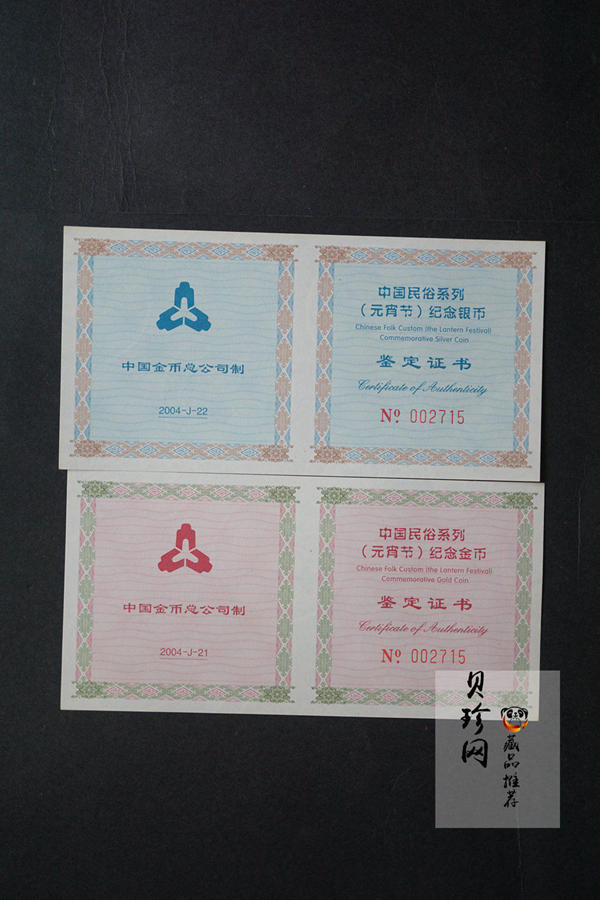 中国金币总公司制
2004-J-22
中国民俗系列
（元宵节）纪念银币
Chinese Folk Custom (the Lantern Festival)
Commemorative Silver Coin
鉴定证书
Certificate of Authenticity
Nº 002715
中国金币总公司制
2004-J-21
中国民俗系列
（元宵节）纪念金币
Chinese Folk Custom (the Lantern Festival)
Commemorative Gold Coin
鉴定证书
Certificate of Authenticity
Nº 002715
贝珍网
藏品推荐